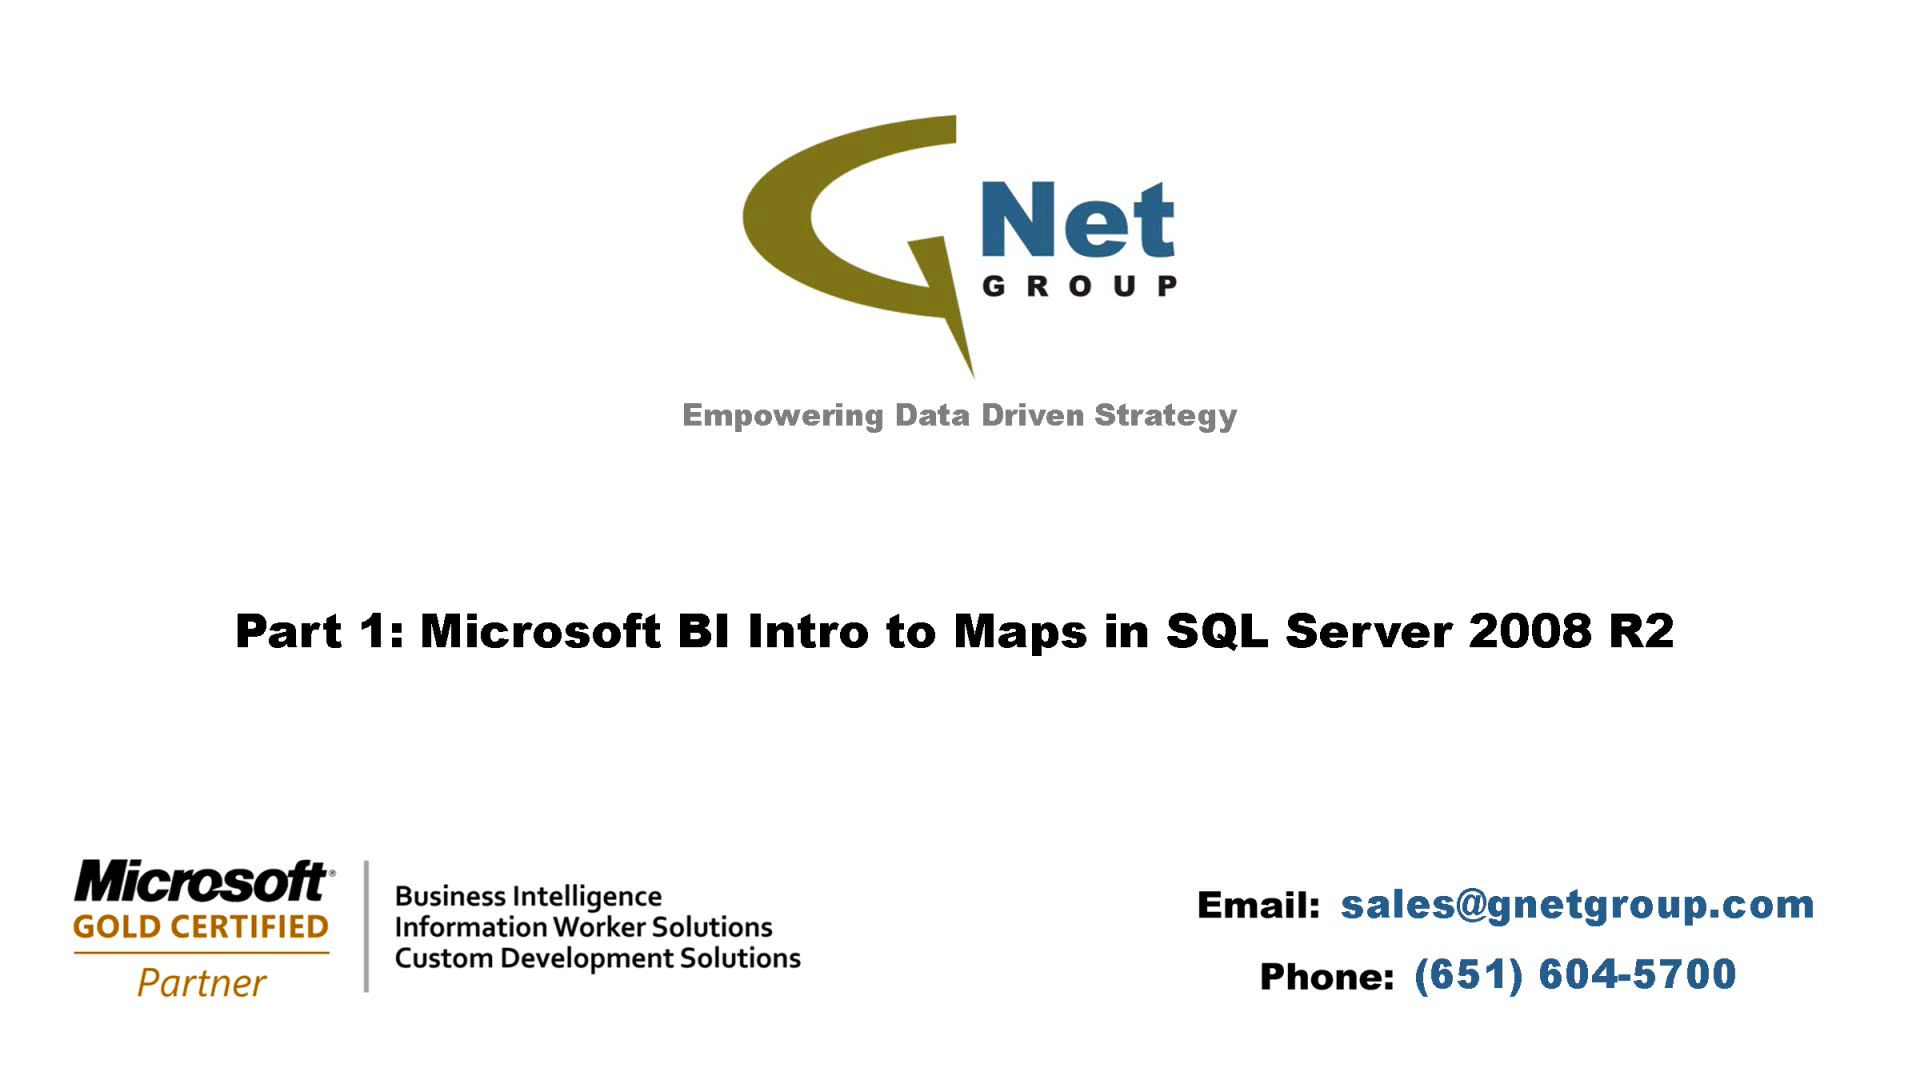 G Net
GROUP
Empowering Data Driven Strategy
Part 1: Microsoft BI Intro to Maps in SQL Server 2008 R2
Microsoft®
GOLD CERTIFIED
Partner
Business Intelligence
Information Worker Solutions
Custom Development Solutions
Email: sales@gnetgroup.com
Phone: (651) 604-5700